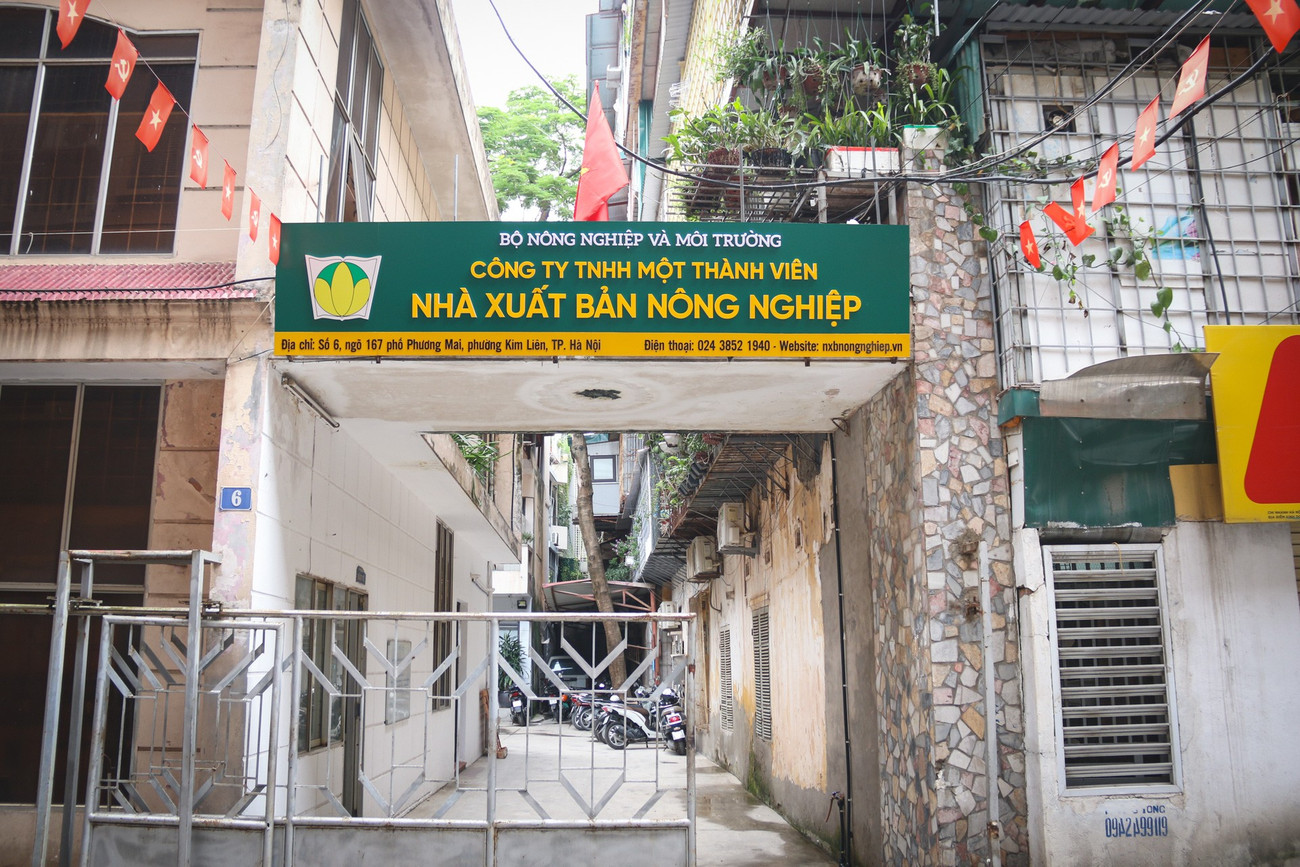 BỘ NÔNG NGHIỆP VÀ MÔI TRƯỜNG
CÔNG TY TNHH MỘT THÀNH VIÊN
NHÀ XUẤT BẢN NÔNG NGHIỆP
Địa chỉ: Số 6, ngõ 167 phố Phương Mai, phường Kim Liên, TP. Hà Nội
Điện thoại: 024 3852 1940 - Website: nxbnongnghiep.vn
6
0942499119